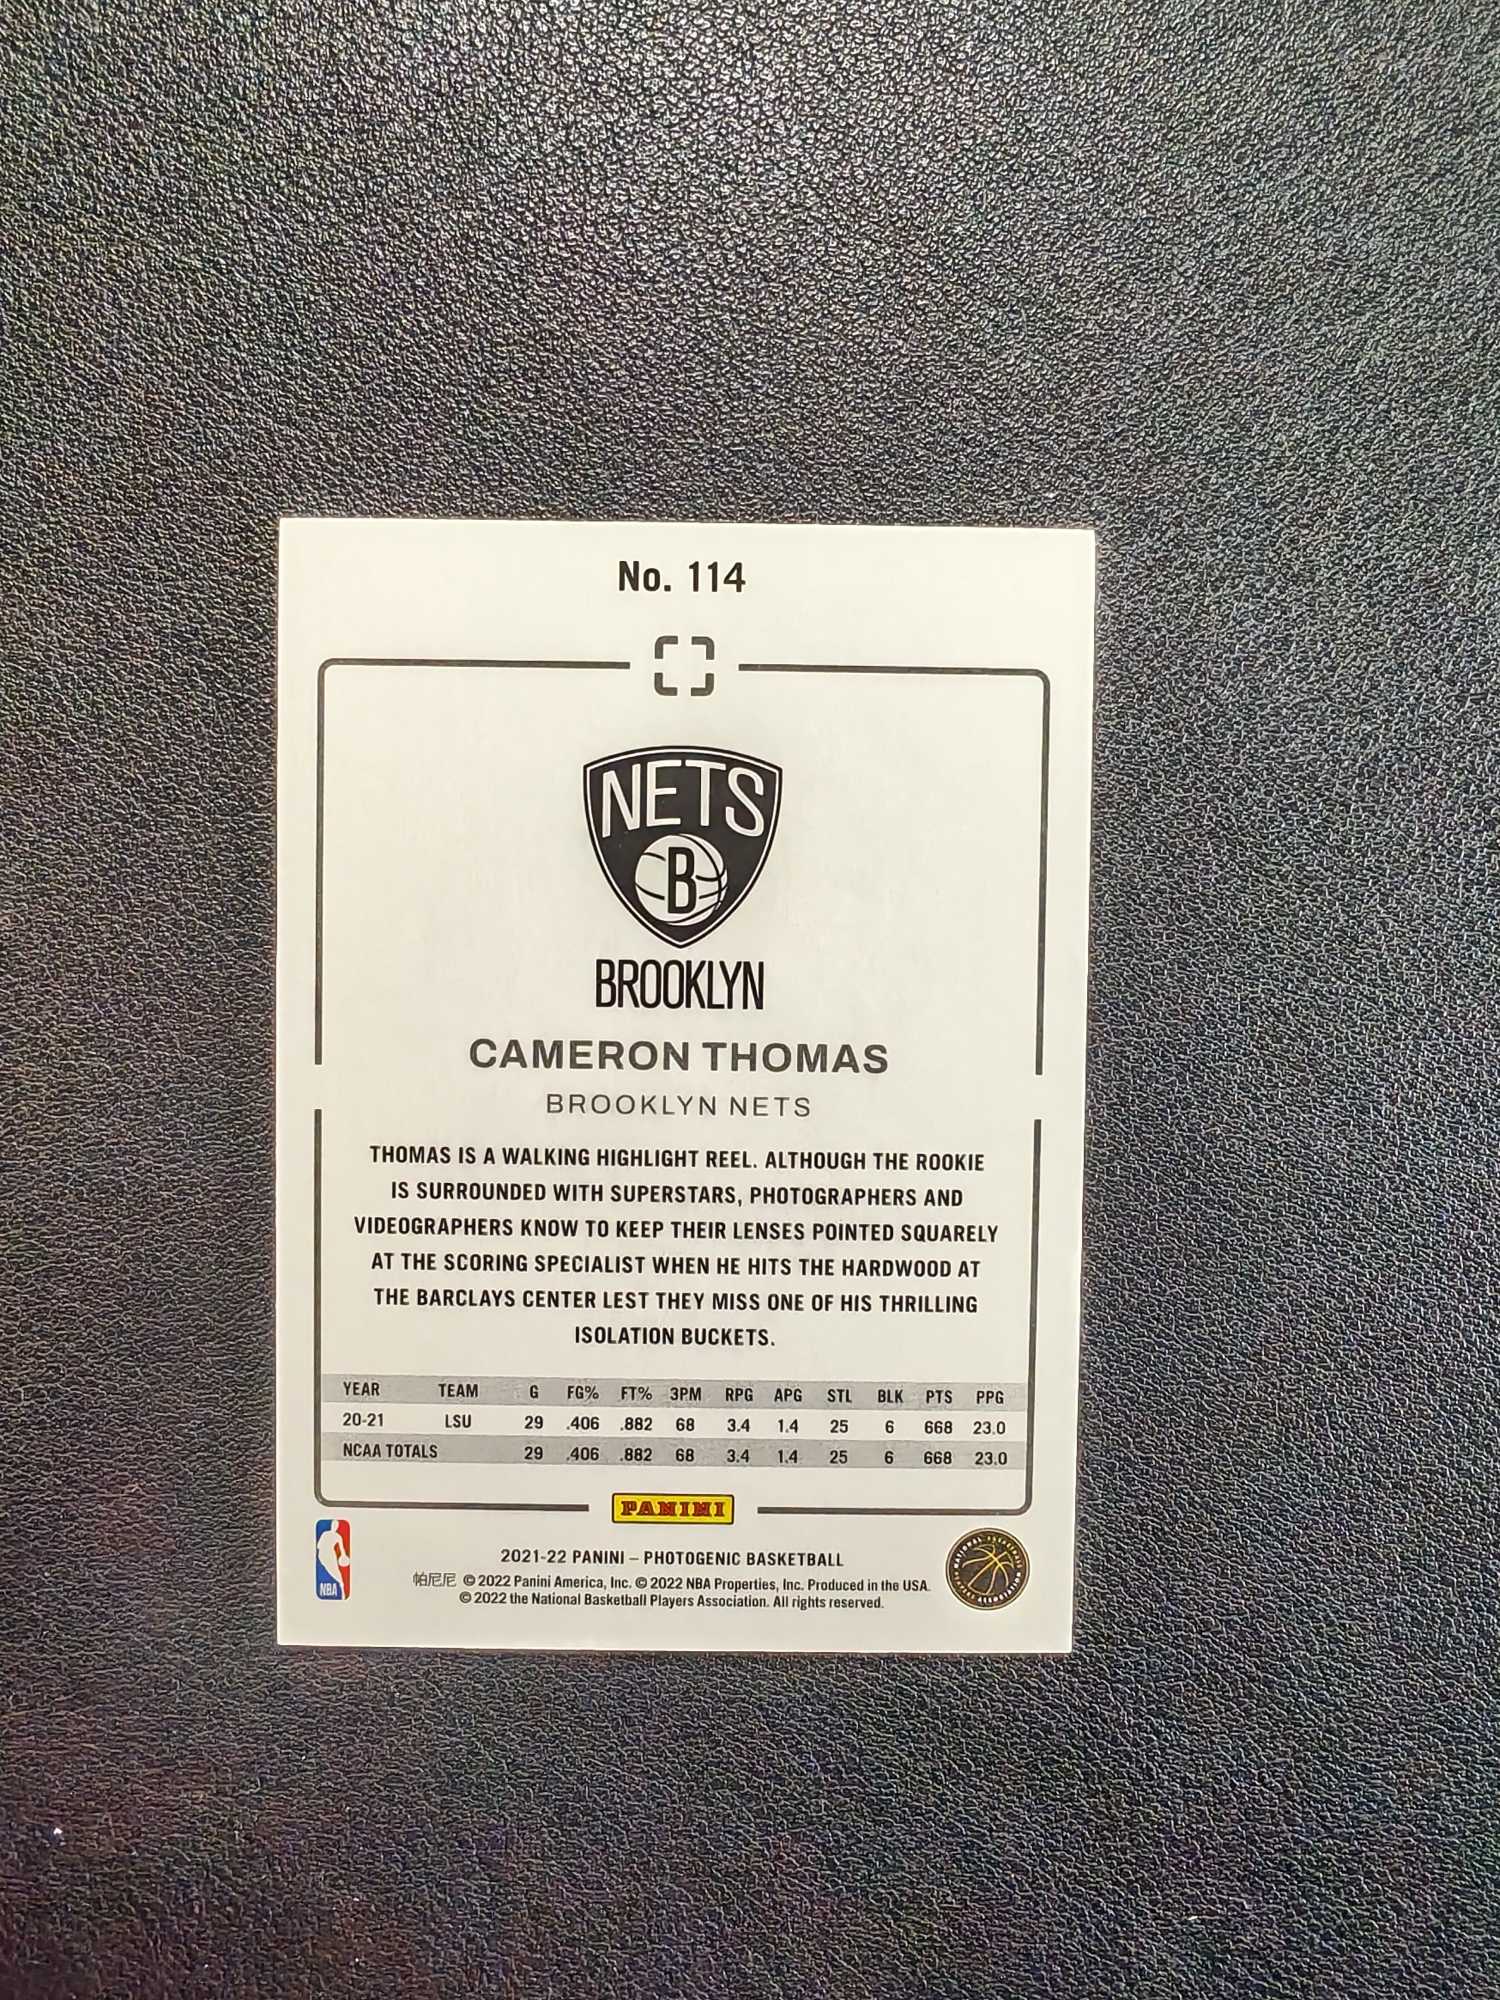 No. 114
NETS
B
BROOKLYN
CAMERON THOMAS
BROOKLYN NETS
THOMAS IS A WALKING HIGHLIGHT REEL. ALTHOUGH THE ROOKIE
IS SURROUNDED WITH SUPERSTARS, PHOTOGRAPHERS AND
VIDEOGRAPHERS KNOW TO KEEP THEIR LENSES POINTED SQUARELY
AT THE SCORING SPECIALIST WHEN HE HITS THE HARDWOOD AT
THE BARCLAYS CENTER LEST THEY MISS ONE OF HIS THRILLING
ISOLATION BUCKETS.
YEAR TEAM G FG% FT% 3PM RPG APG STL BLK PTS PPG
20-21 LSU 29 .406 .882 68 3.4 1.4 25 6 668 23.0
NCAA TOTALS 29 .406 .882 68 3.4 1.4 25 6 668 23.0
PANINI
NBA
2021-22 PANINI – PHOTOGENIC BASKETBALL
帕尼尼 © 2022 Panini America, Inc. © 2022 NBA Properties, Inc. Produced in the USA.
© 2022 the National Basketball Players Association. All rights reserved.